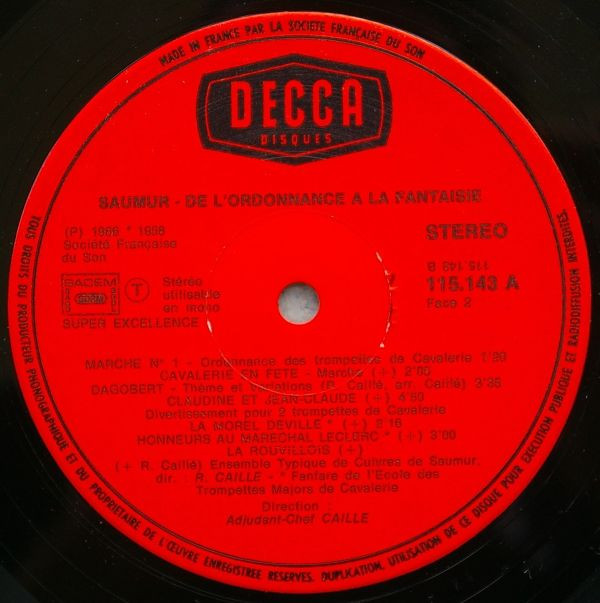 MADE IN FRANCE PAR LA SOCIÉTÉ FRANÇAISE DU SON
DECCA
DISQUES
SAUMUR - DE L'ORDONNANCE A LA FANTAISIE
(P) 1966 * 1968
Société Française
du Son
STEREO
115.143 B
115.143 A
Face 2
SACEM
SDRM
T
Stéréo
utilisable
en mono
SUPER EXCELLENCE
MARCHE N° 1 - Ordonnance des trompettes de Cavalerie 1'20
CAVALERIE EN FETE - Marche (+) 2'00
DAGOBERT - Thème et variations (R. Caillé, arr. Caillé) 3'35
CLAUDINE ET JEAN-CLAUDE (+) 4'50
Divertissement pour 2 trompettes de Cavalerie
LA MOREL DEVILLE * (+) 2'16
HONNEURS AU MARECHAL LECLERC * (+) 3'00
LA ROUVILLOIS (+)
(+ R. Caillé) Ensemble Typique de Cuivres de Saumur,
dir. : R. CAILLE - * Fanfare de l'Ecole des
Trompettes Majors de Cavalerie
Direction :
Adjudant-Chef CAILLE
TOUS DROITS DU PRODUCTEUR PHONOGRAPHIQUE ET DU PROPRIETAIRE DE L'ŒUVRE ENREGISTREE RESERVES. DUPLICATION, UTILISATION DE CE DISQUE POUR EXECUTION PUBLIQUE ET RADIODIFFUSION INTERDITES.